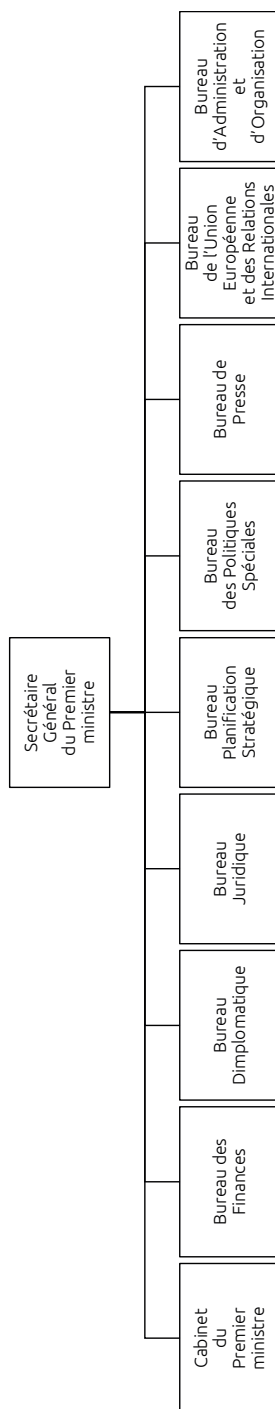 Secrétaire
Général
du Premier
ministre
Cabinet
du
Premier
ministre
Bureau des
Finances
Bureau
Dimplomatique
Bureau
Juridique
Bureau
Planification
Stratégique
Bureau
des Politiques
Spéciales
Bureau de
Presse
Bureau
de l'Union
Européenne
et des Relations
Internationales
Bureau
d'Administration
et
d'Organisation